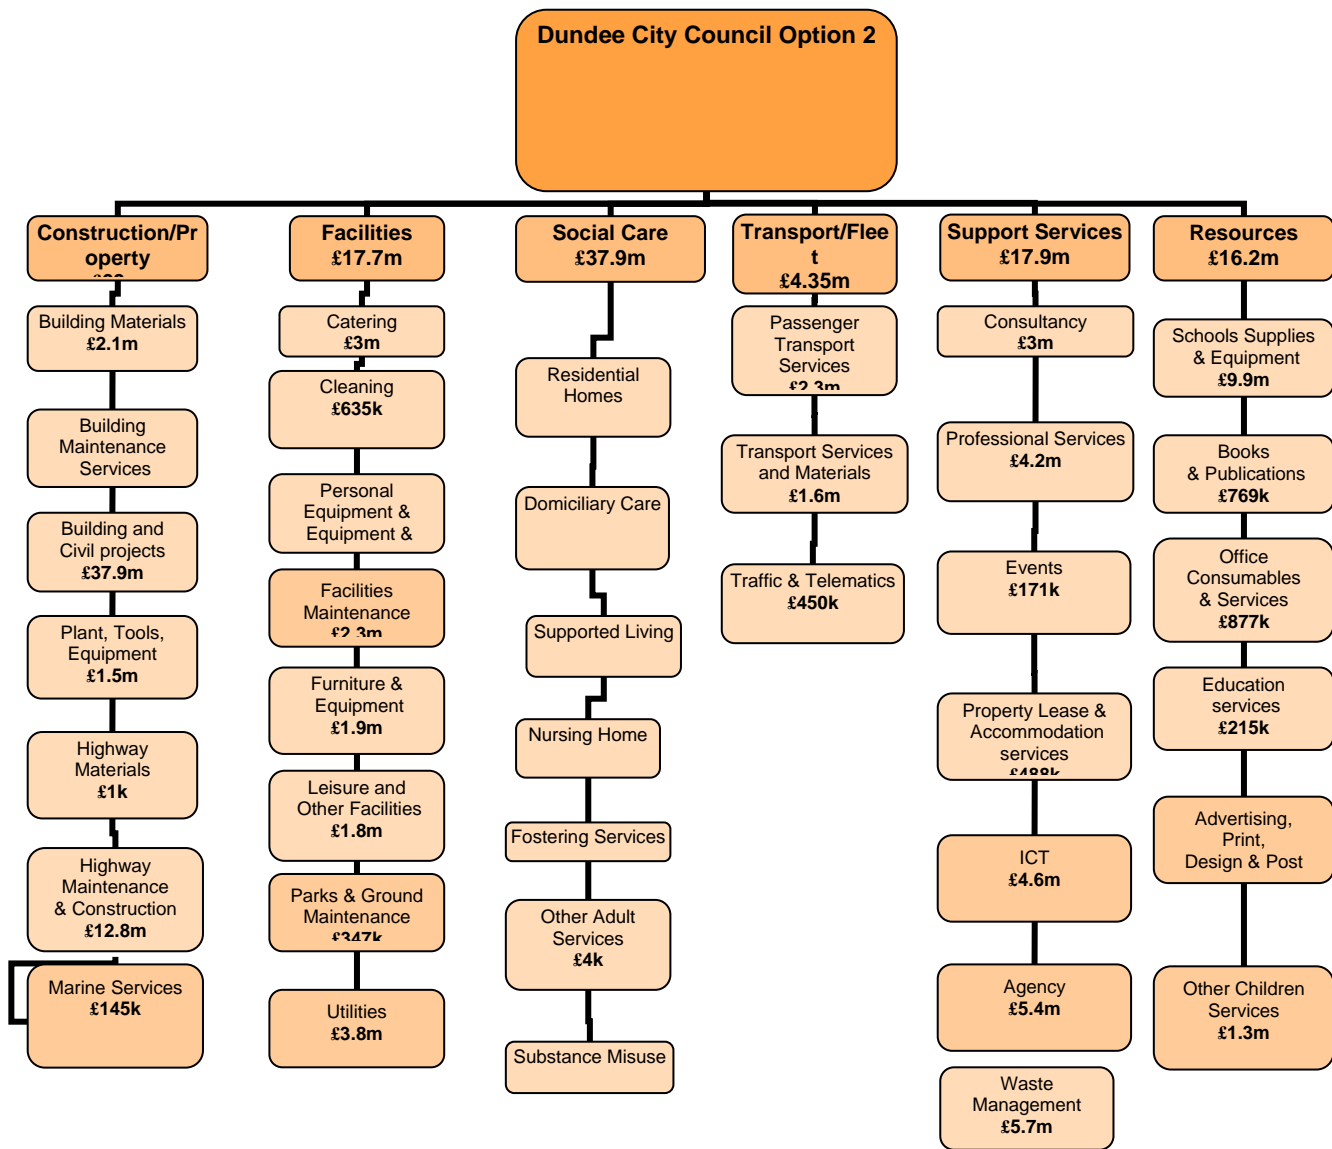 Dundee City Council Option 2
Construction/Pr
operty
Facilities
£17.7m
Social Care
£37.9m
Transport/Flee
t
£4.35m
Support Services
£17.9m
Resources
£16.2m
Building Materials
£2.1m
Building
Maintenance
Services
Building and
Civil projects
£37.9m
Plant, Tools,
Equipment
£1.5m
Highway
Materials
£1k
Highway
Maintenance
& Construction
£12.8m
Marine Services
£145k
Catering
£3m
Cleaning
£635k
Personal
Equipment &
Equipment &
Facilities
Maintenance
£2.3m
Furniture &
Equipment
£1.9m
Leisure and
Other Facilities
£1.8m
Parks & Ground
Maintenance
£347k
Utilities
£3.8m
Residential
Homes
Domiciliary Care
Supported Living
Nursing Home
Fostering Services
Other Adult
Services
£4k
Substance Misuse
Passenger
Transport
Services
£2.3m
Transport Services
and Materials
£1.6m
Traffic & Telematics
£450k
Consultancy
£3m
Professional Services
£4.2m
Events
£171k
Property Lease &
Accommodation
services
£488k
ICT
£4.6m
Agency
£5.4m
Waste
Management
£5.7m
Schools Supplies
& Equipment
£9.9m
Books
& Publications
£769k
Office
Consumables
& Services
£877k
Education
services
£215k
Advertising,
Print,
Design & Post
Other Children
Services
£1.3m